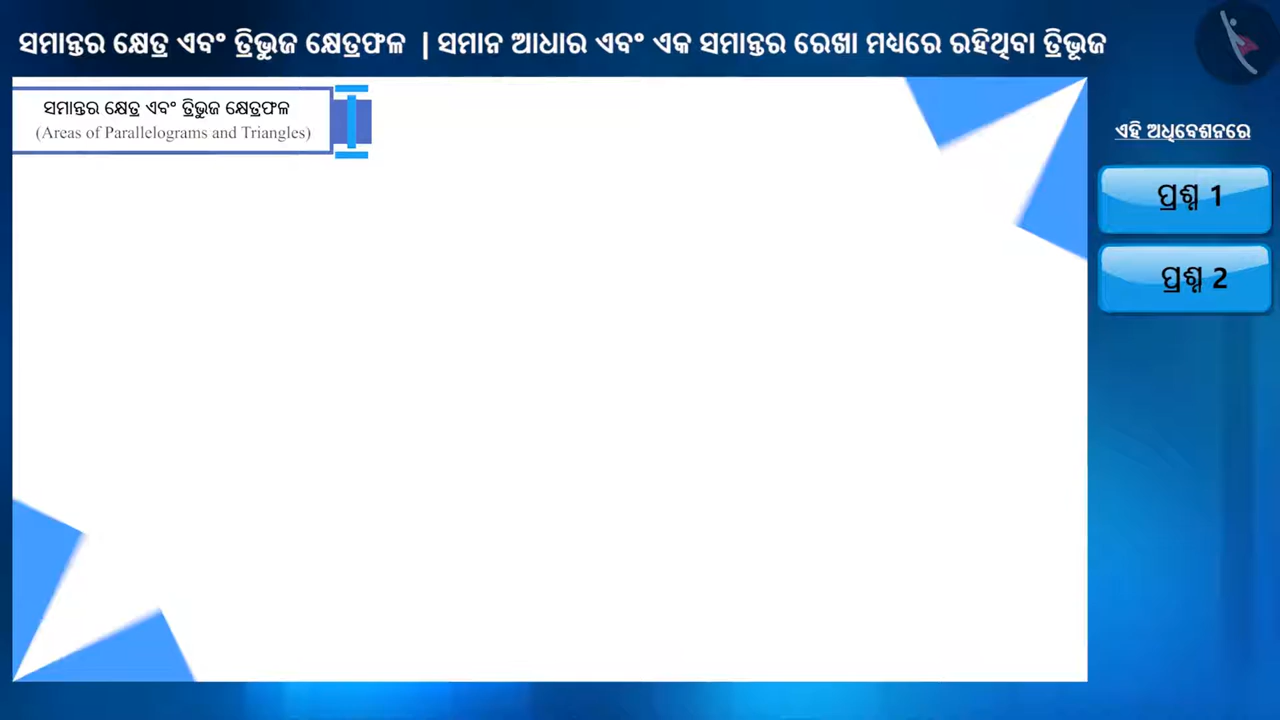 ସମାନ୍ତର କ୍ଷେତ୍ର ଏବଂ ତ୍ରିଭୁଜ କ୍ଷେତ୍ରଫଳ | ସମାନ ଆଧାର ଏବଂ ଏକ ସମାନ୍ତର ରେଖା ମଧ୍ୟରେ ରହିଥିବା ତ୍ରିଭୂଜ
ସମାନ୍ତର କ୍ଷେତ୍ର ଏବଂ ତ୍ରିଭୁଜ କ୍ଷେତ୍ରଫଳ
(Areas of Parallelograms and Triangles)
ଏହି ଅଧିବେଶନରେ
ପ୍ରଶ୍ନ 1
ପ୍ରଶ୍ନ 2